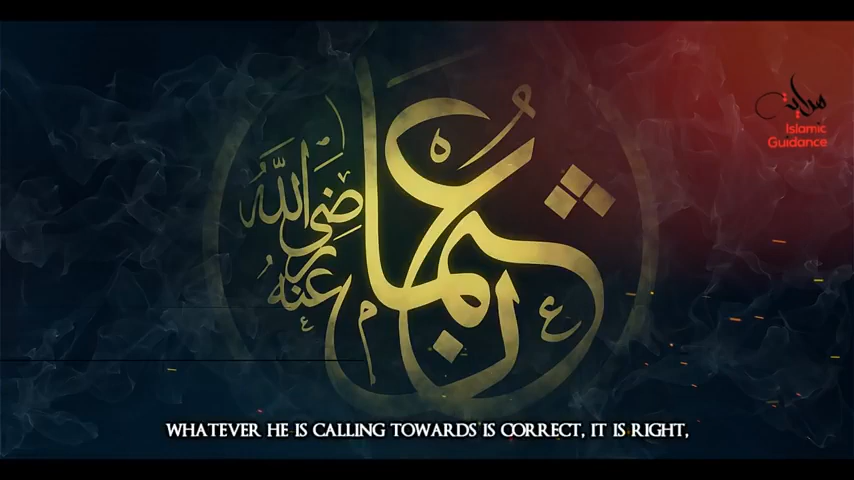 عثمان
رضي الله عنه
هداية
Islamic
Guidance
WHATEVER HE IS CALLING TOWARDS IS CORRECT, IT IS RIGHT,